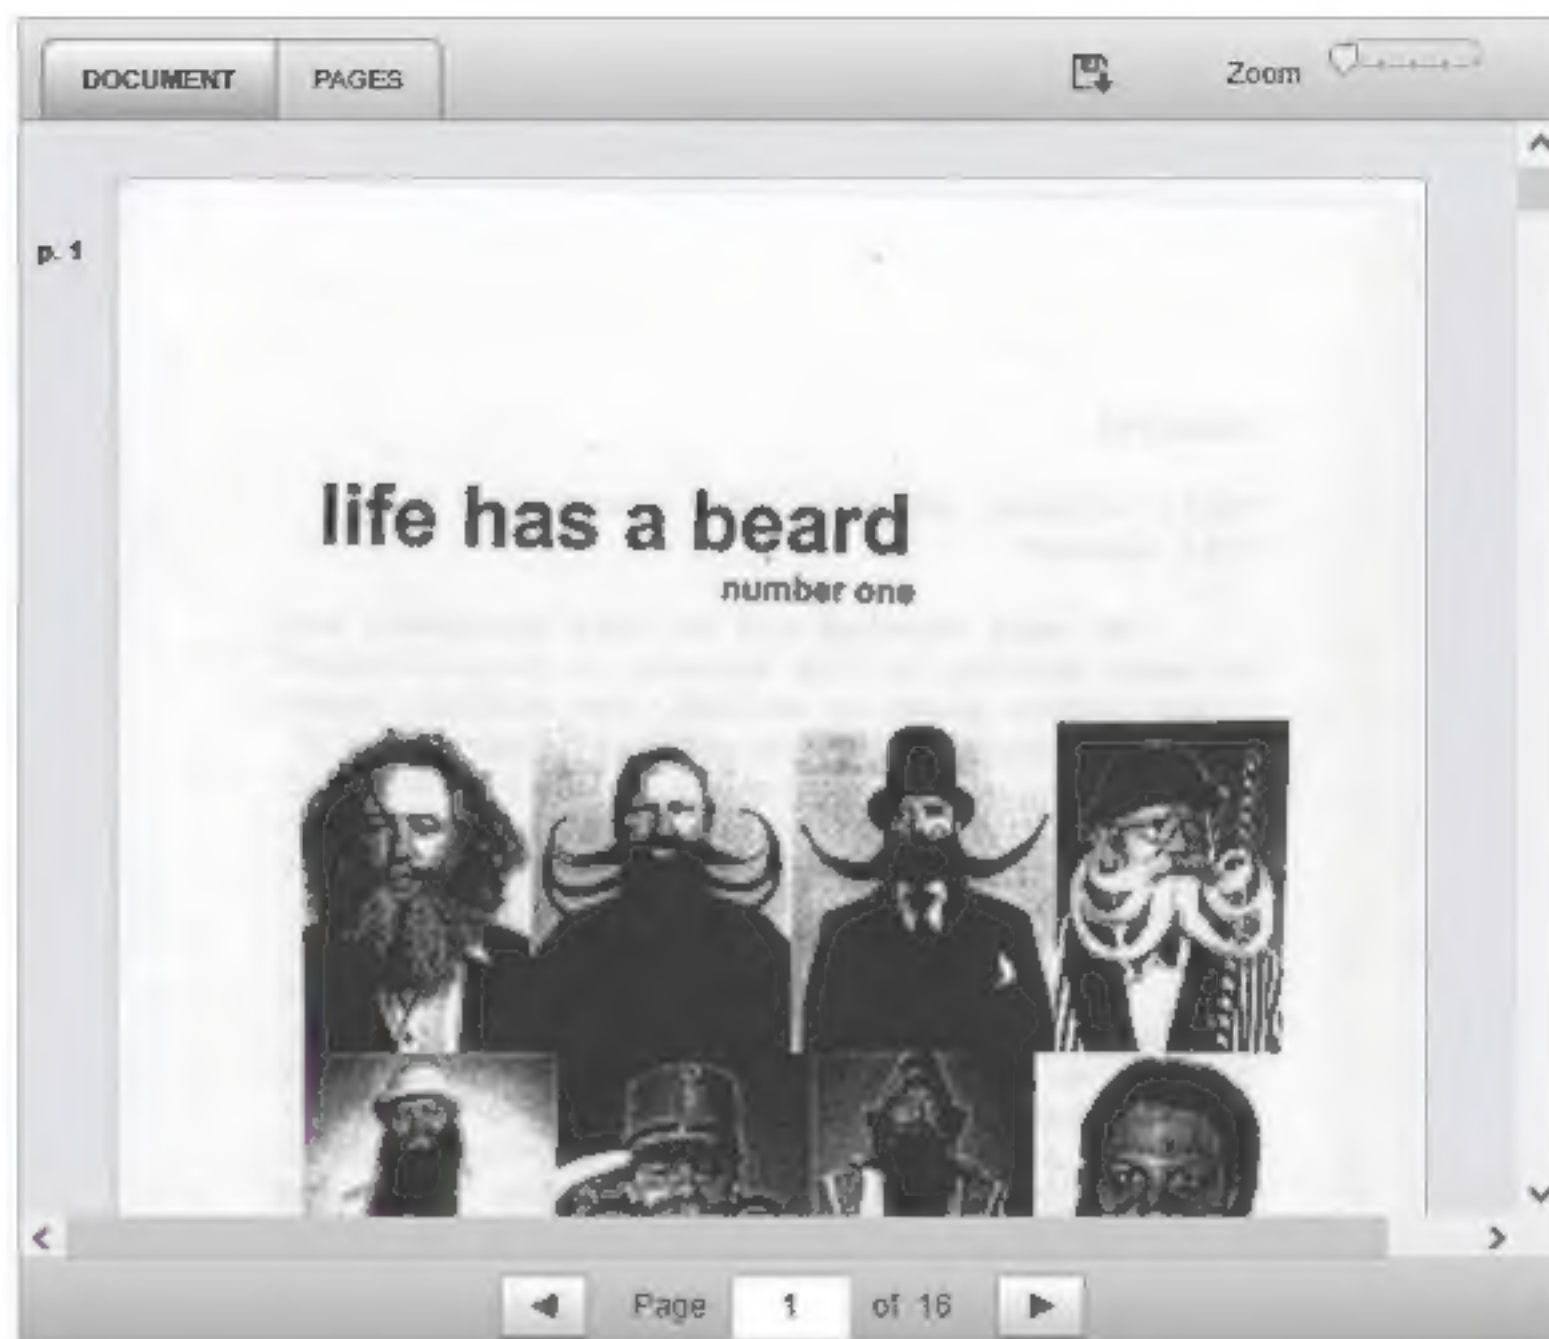 DOCUMENT PAGES Zoom
p. 1
life has a beard
number one
Page 1 of 16